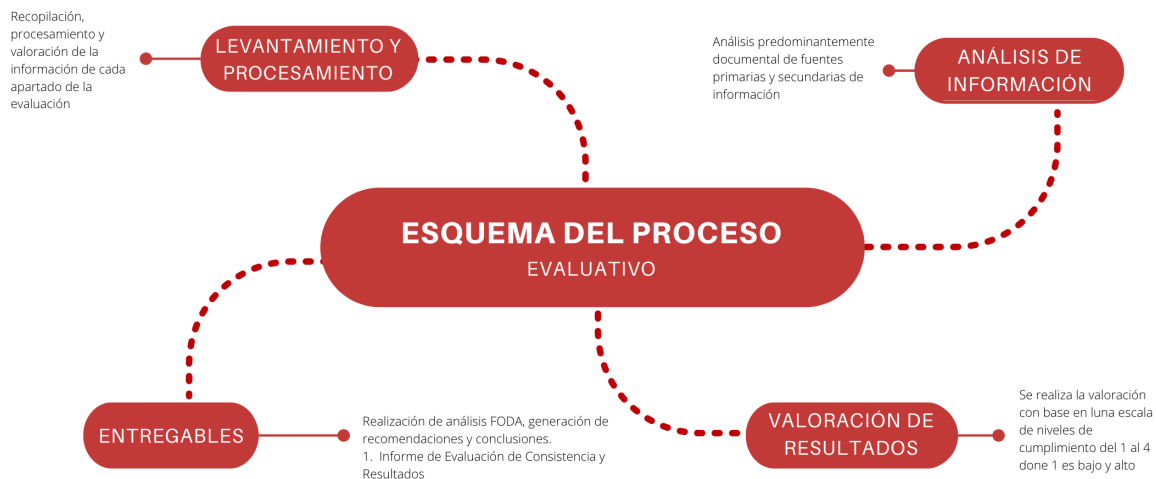 Recopilación,
procesamiento y
valoración de la
información de cada
apartado de la
evaluación
LEVANTAMIENTO Y
PROCESAMIENTO
Análisis predominantemente
documental de fuentes
primarias y secundarias de
información
ANÁLISIS DE
INFORMACIÓN
ESQUEMA DEL PROCESO
EVALUATIVO
ENTREGABLES
Realización de análisis FODA, generación de
recomendaciones y conclusiones.
1. Informe de Evaluación de Consistencia y
Resultados
VALORACIÓN DE
RESULTADOS
Se realiza la valoración
con base en luna escala
de niveles de
cumplimiento del 1 al 4
done 1 es bajo y alto